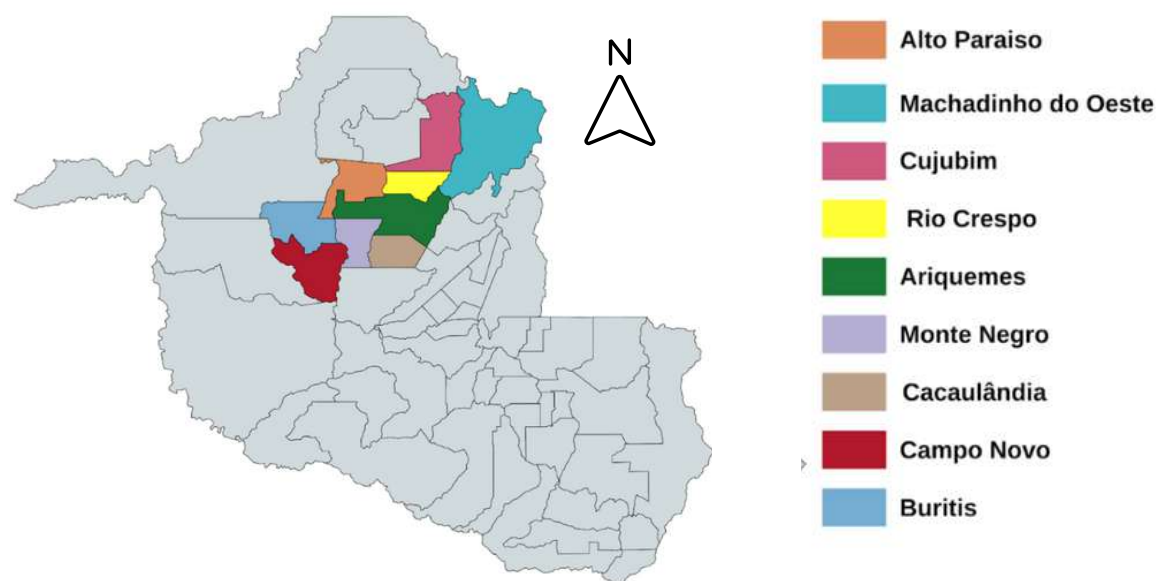 N
Alto Paraiso
Machadinho do Oeste
Cujubim
Rio Crespo
Ariquemes
Monte Negro
Cacaulândia
Campo Novo
Buritis